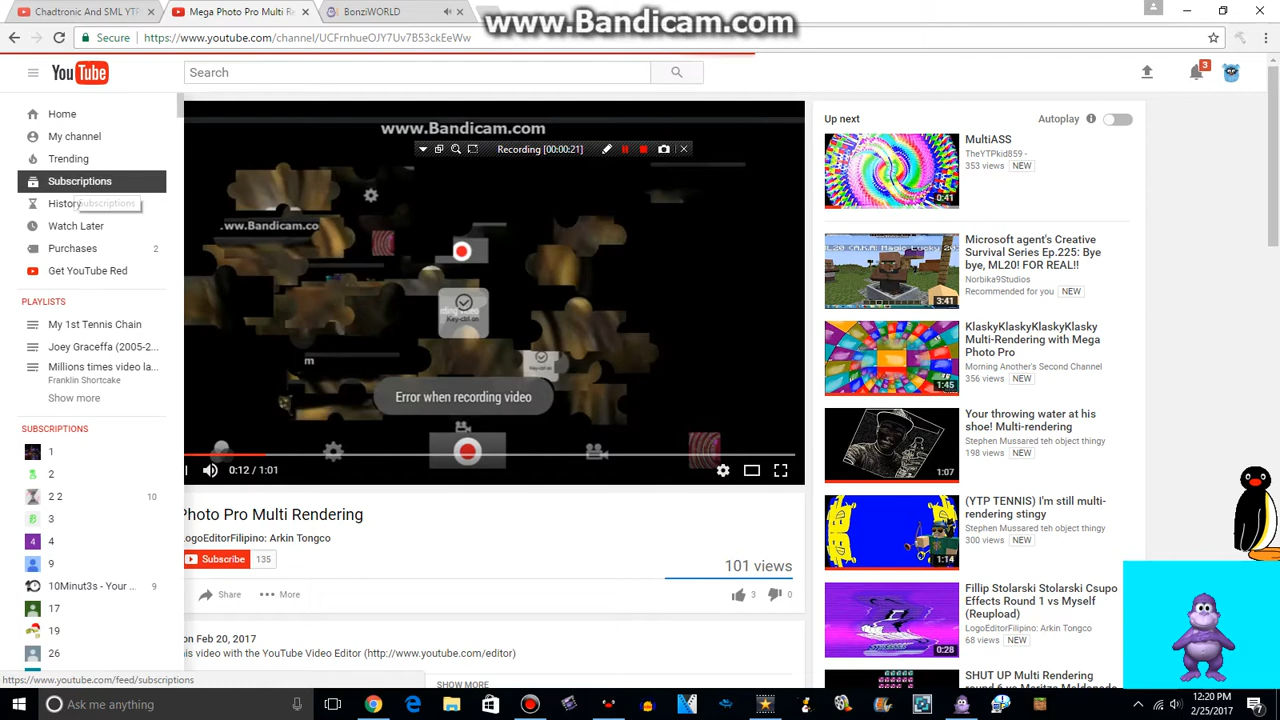 Chadtronic And SML YTP
Mega Photo Pro Multi Re
BonziWORLD
www.Bandicam.com
Secure
https://www.youtube.com/channel/UCFrnhueOJY7Uv7B53ckEeWw
YouTube
Search
3
Home
My channel
Trending
Subscriptions
History
Subscriptions
Watch Later
Purchases 2
Get YouTube Red
PLAYLISTS
My 1st Tennis Chain
Joey Graceffa (2005-2...
Millions times video la...
Franklin Shortcake
Show more
SUBSCRIPTIONS
1
2
2 2 10
3
4
9
10Minut3s - Your ... 9
17
19
26
https://www.youtube.com/feed/subscriptions
www.Bandicam.com
Recording [00:00:21]
.ww.Bandicam.co
Key-ctrl.on
m
Error when recording video
0:12 / 1:01
Photo Pro Multi Rendering
LogoEditorFilipino: Arkin Tongco
Subscribe 135
101 views
Share
More
3 0
on Feb 20, 2017
is video with the YouTube Video Editor (http://www.youtube.com/editor)
SHOW MORE
Up next
Autoplay
MultiASS
TheYTPkid859 -
353 views NEW
0:41
Microsoft agent's Creative
Survival Series Ep.225: Bye
bye, ML20! FOR REAL!!
Norbika9Studios
Recommended for you NEW
3:41
KlaskyKlaskyKlaskyKlasky
Multi-Rendering with Mega
Photo Pro
Morning Another's Second Channel
356 views NEW
1:45
Your throwing water at his
shoe! Multi-rendering
Stephen Mussared teh object thingy
198 views NEW
1:07
(YTP TENNIS) I'm still multi-
rendering stingy
Stephen Mussared teh object thingy
300 views NEW
1:14
Fillip Stolarski Stolarski Csupo
Effects Round 1 vs Myself
(Reupload)
LogoEditorFilipino: Arkin Tongco
68 views NEW
0:28
SHUT UP Multi Rendering
Ask me anything
12:20 PM
2/25/2017